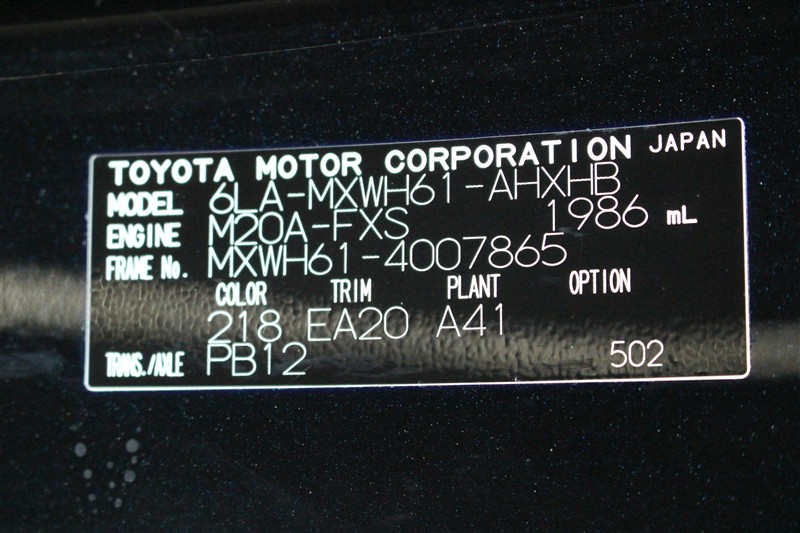 TOYOTA MOTOR CORPORATION JAPAN
MODEL 6LA-MXWH61-AHXHB
ENGINE M20A-FXS 1986 mL
FRAME No. MXWH61-4007865
COLOR TRIM PLANT OPTION
218 EA20 A41
TRANS./AXLE PB12 502